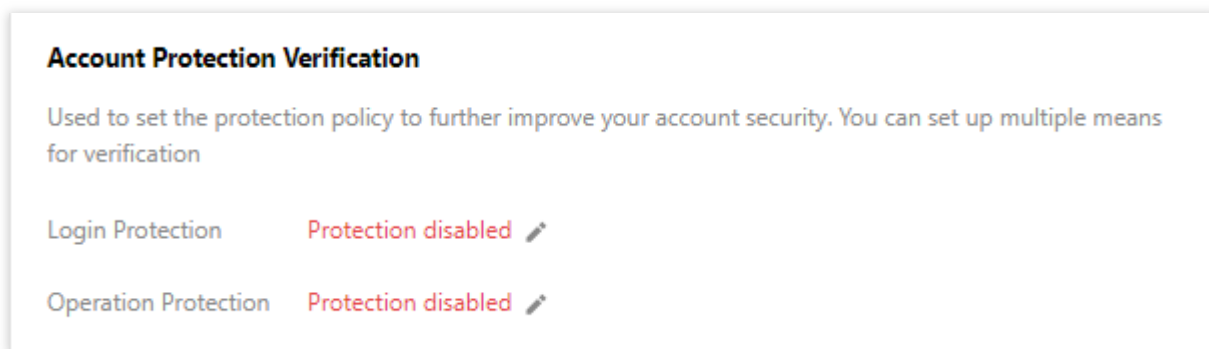 Account Protection Verification
Used to set the protection policy to further improve your account security. You can set up multiple means
for verification
Login Protection Protection disabled
Operation Protection Protection disabled